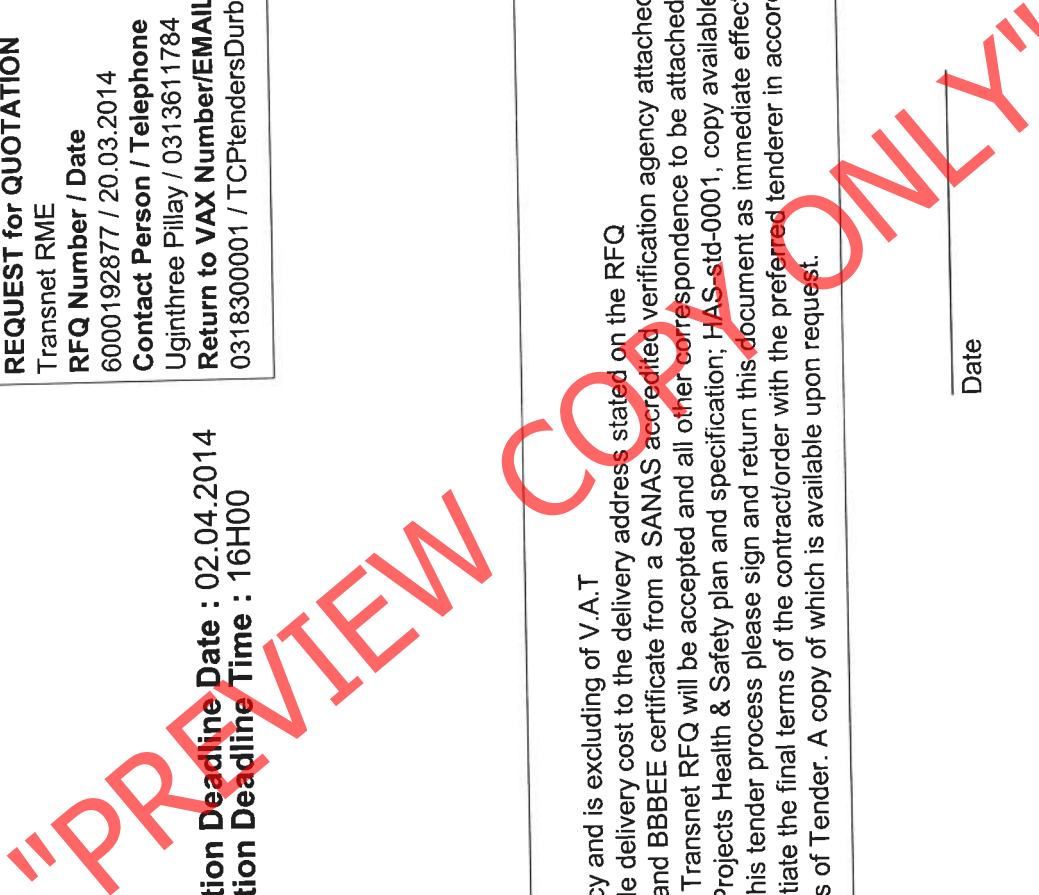 REQUEST for QUOTATION
Transnet RME
RFQ Number / Date
6000192877 / 20.03.2014
Contact Person / Telephone
Uginthree Pillay / 0313611784
Return to VAX Number/EMAIL
0318300001 / TCPtendersDurb
tion Deadline Date : 02.04.2014
tion Deadline Time : 16H00
cy and is excluding of V.A.T
le delivery cost to the delivery address stated on the RFQ
and BBBEE certificate from a SANAS accredited verification agency attached
Transnet RFQ will be accepted and all other correspondence to be attached
Projects Health & Safety plan and specification; HAS-std-0001, copy available
his tender process please sign and return this document as immediate effec
tiate the final terms of the contract/order with the preferred tenderer in accor
s of Tender. A copy of which is available upon request.
Date
"PREVIEW COPY ONLY"